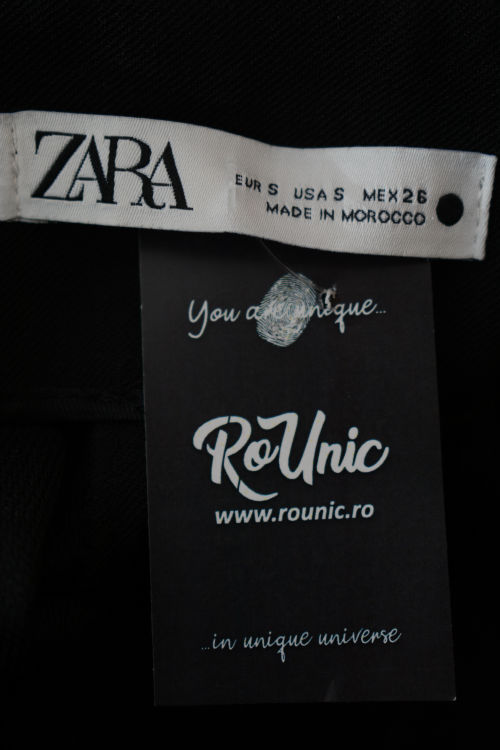 ZARA
EUR S USA S MEX 26
MADE IN MOROCCO
You are unique...
RoUnic
www.rounic.ro
...in unique universe